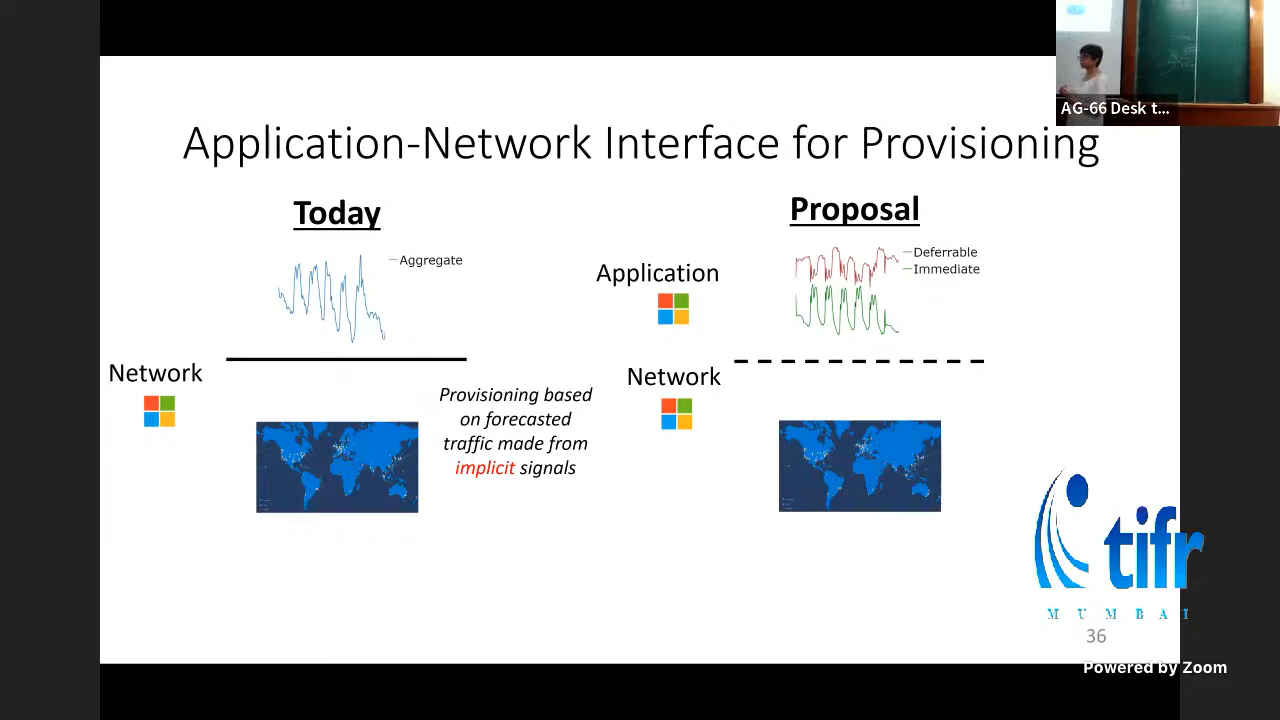 AG-66 Desk t...
Application-Network Interface for Provisioning
Today
Aggregate
Network
Provisioning based
on forecasted
traffic made from
implicit signals
Proposal
Application
Deferrable
Immediate
Network
tifr
MUMBAI
36
Powered by Zoom